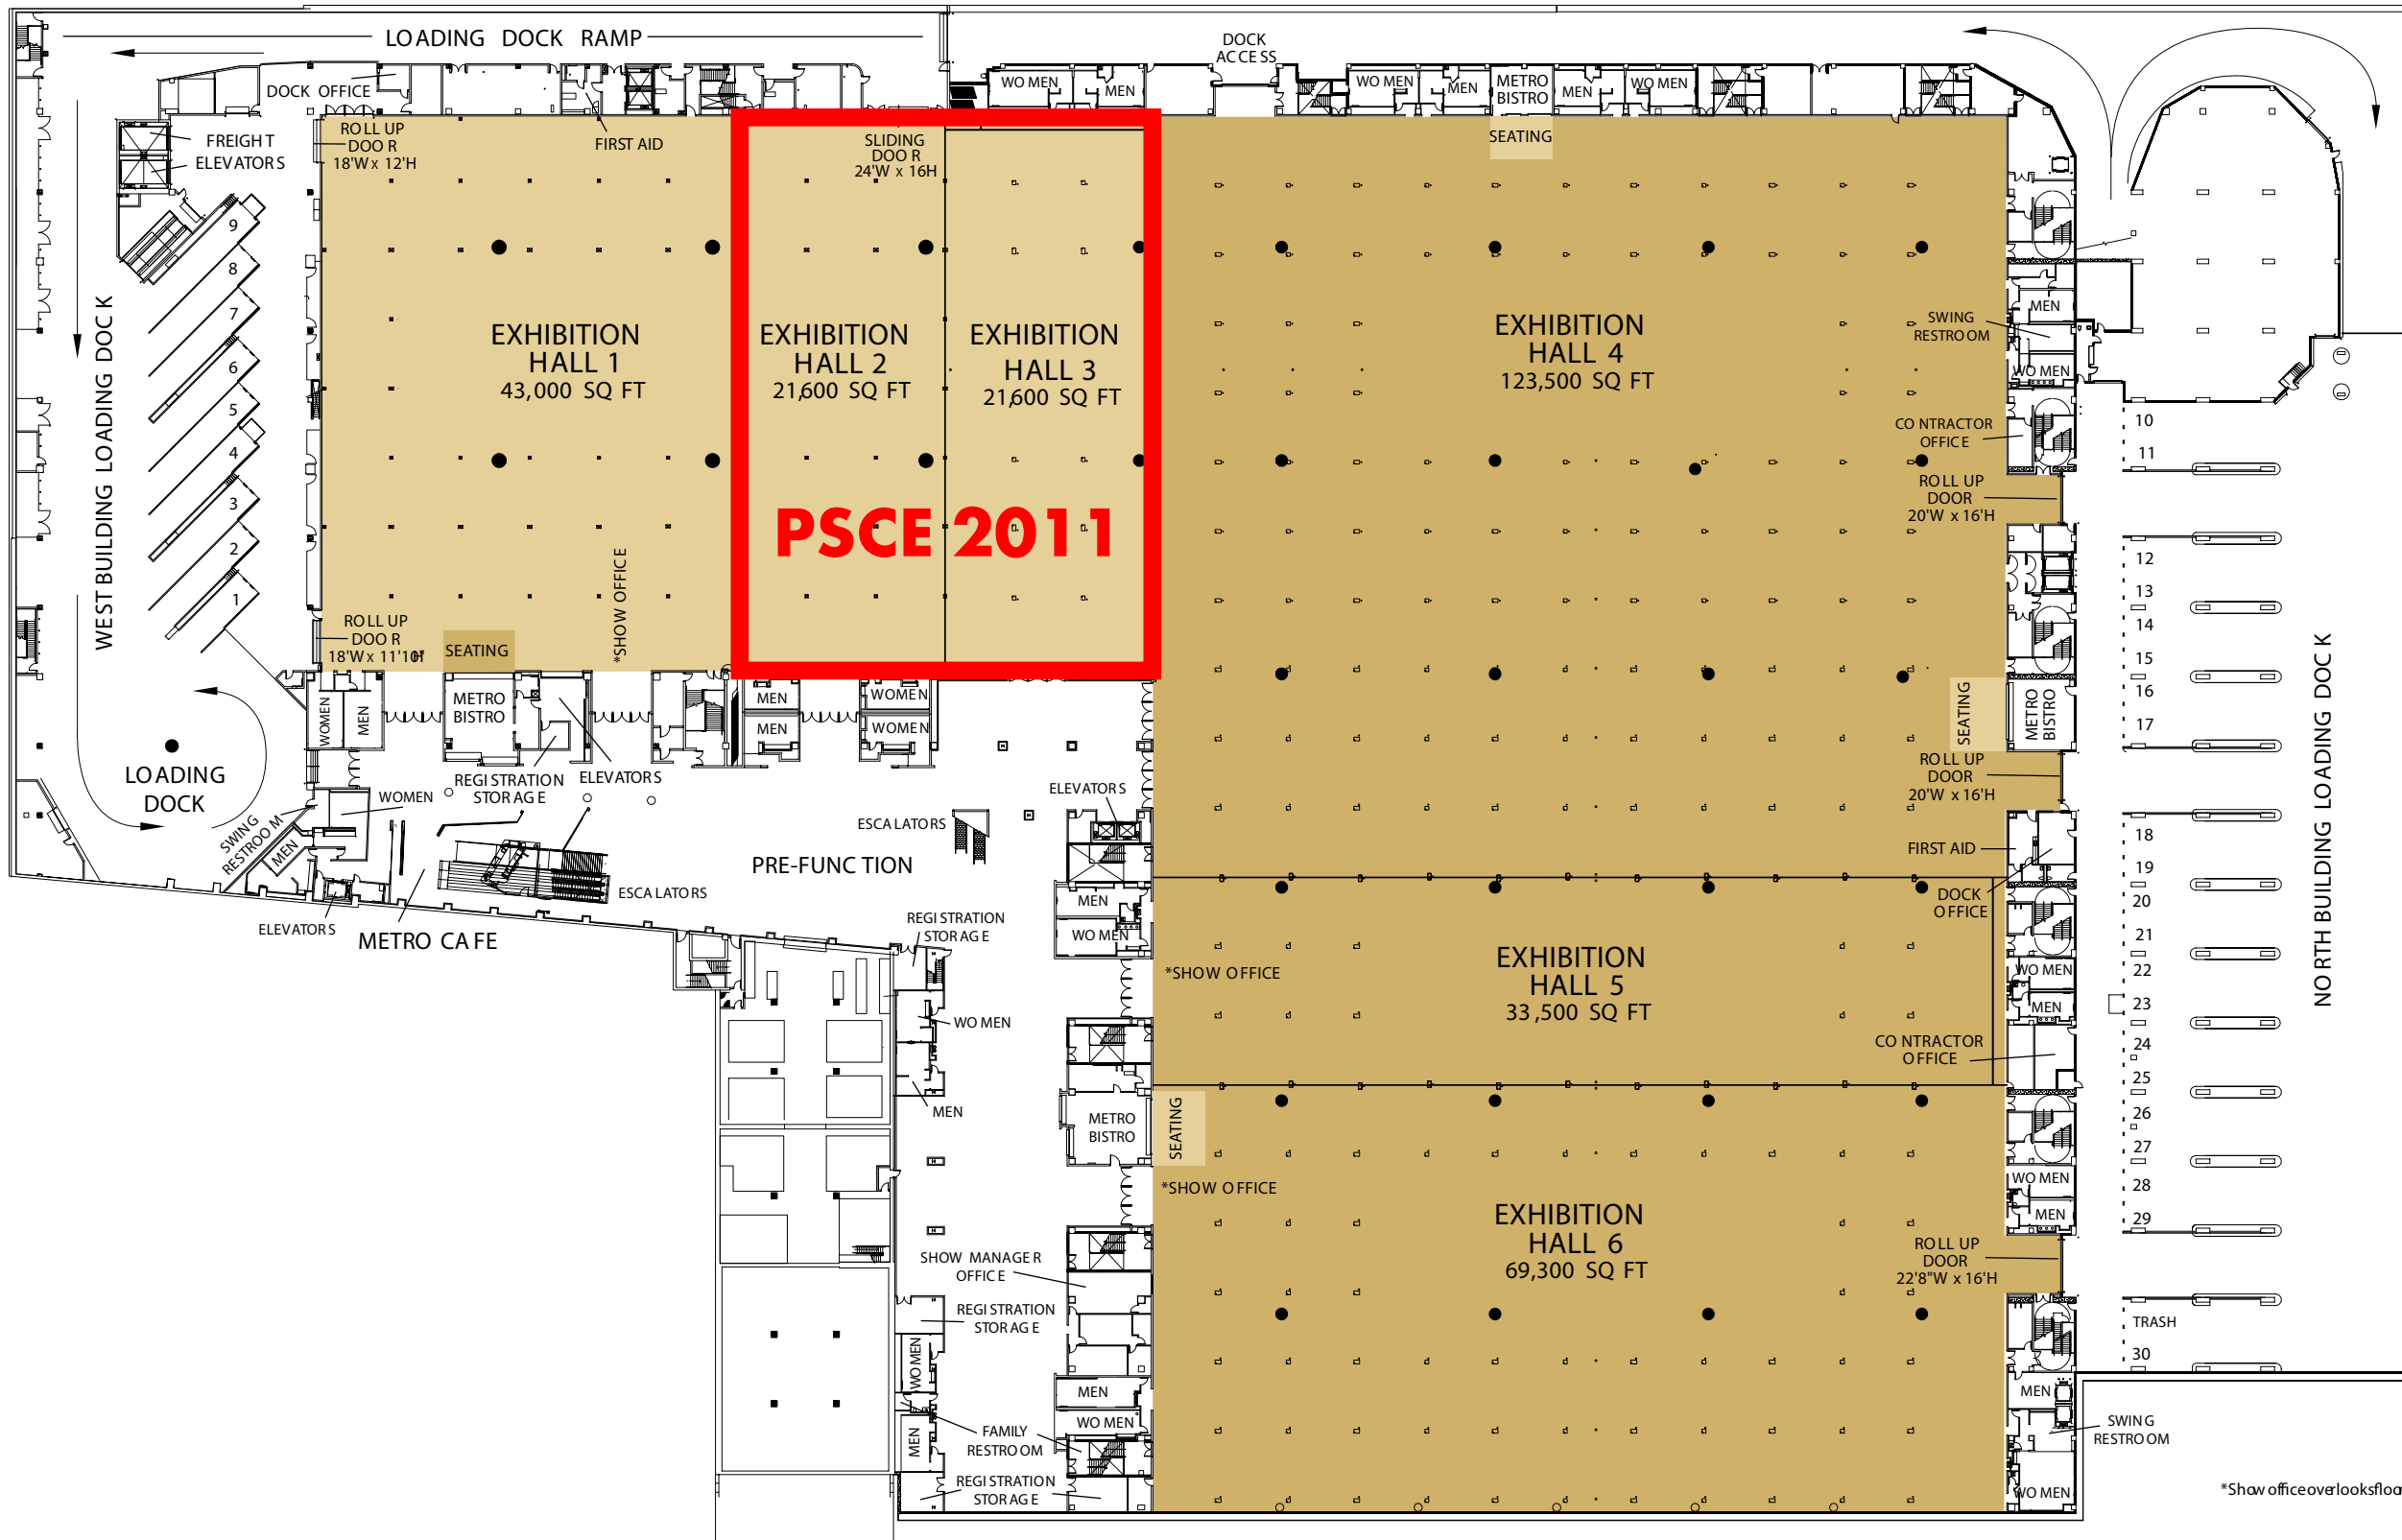 LOADING DOCK RAMP
DOCK
ACCESS
DOCK OFFICE
FREIGHT
ELEVATORS
ROLL UP
DOOR
18'W x 12'H
FIRST AID
SLIDING
DOOR
24'W x 16H
WOMEN
MEN
WOMEN
MEN
METRO
BISTRO
MEN
WOMEN
SEATING
9
8
7
6
5
4
3
2
1
WEST BUILDING LOADING DOCK
EXHIBITION
HALL 1
43,000 SQ FT
EXHIBITION
HALL 2
21,600 SQ FT
EXHIBITION
HALL 3
21,600 SQ FT
PSCE 2011
EXHIBITION
HALL 4
123,500 SQ FT
MEN
SWING
RESTROOM
WOMEN
CONTRACTOR
OFFICE
ROLL UP
DOOR
20'W x 16'H
10
11
12
13
14
15
16
17
NORTH BUILDING LOADING DOCK
*SHOW OFFICE
ROLL UP
DOOR
18'W x 11'10"
SEATING
WOMEN
MEN
METRO
BISTRO
MEN
MEN
WOMEN
WOMEN
SEATING
METRO
BISTRO
ROLL UP
DOOR
20'W x 16'H
LOADING
DOCK
REGISTRATION
STORAGE
ELEVATORS
WOMEN
SWING
RESTROOM
MEN
ELEVATORS
METRO CAFE
ESCALATORS
PRE-FUNCTION
ESCALATORS
ELEVATORS
FIRST AID
DOCK
OFFICE
18
19
20
21
22
23
24
25
26
27
28
29
TRASH
30
MEN
WOMEN
REGISTRATION
STORAGE
WOMEN
MEN
*SHOW OFFICE
EXHIBITION
HALL 5
33,500 SQ FT
WOMEN
MEN
CONTRACTOR
OFFICE
METRO
BISTRO
SEATING
*SHOW OFFICE
EXHIBITION
HALL 6
69,300 SQ FT
WOMEN
MEN
ROLL UP
DOOR
22'8"W x 16'H
SHOW MANAGER
OFFICE
REGISTRATION
STORAGE
WOMEN
MEN
MEN
WOMEN
FAMILY
RESTROOM
REGISTRATION
STORAGE
MEN
SWING
RESTROOM
WOMEN
*Show office overlooks floor